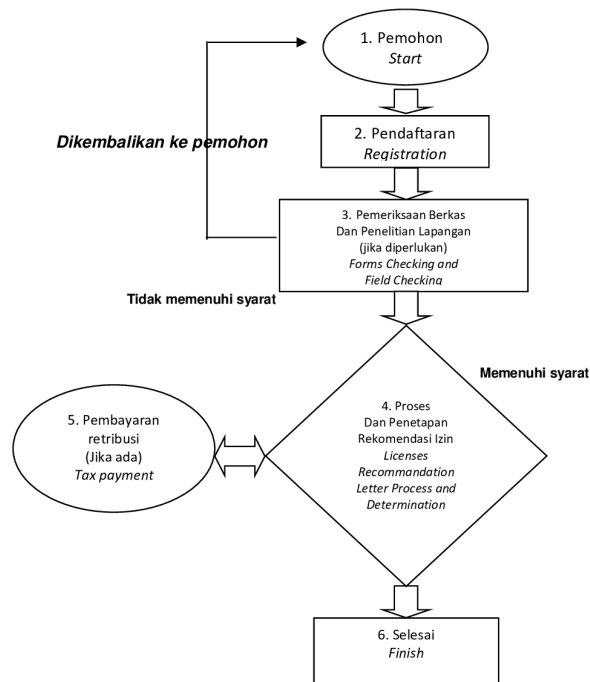 1. Pemohon
Start
Dikembalikan ke pemohon
2. Pendaftaran
Registration
3. Pemeriksaan Berkas
Dan Penelitian Lapangan
(jika diperlukan)
Forms Checking and
Field Checking
Tidak memenuhi syarat
Memenuhi syarat
4. Proses
Dan Penetapan
Rekomendasi Izin
Licenses
Recommandation
Letter Process and
Determination
5. Pembayaran
retribusi
(Jika ada)
Tax payment
6. Selesai
Finish